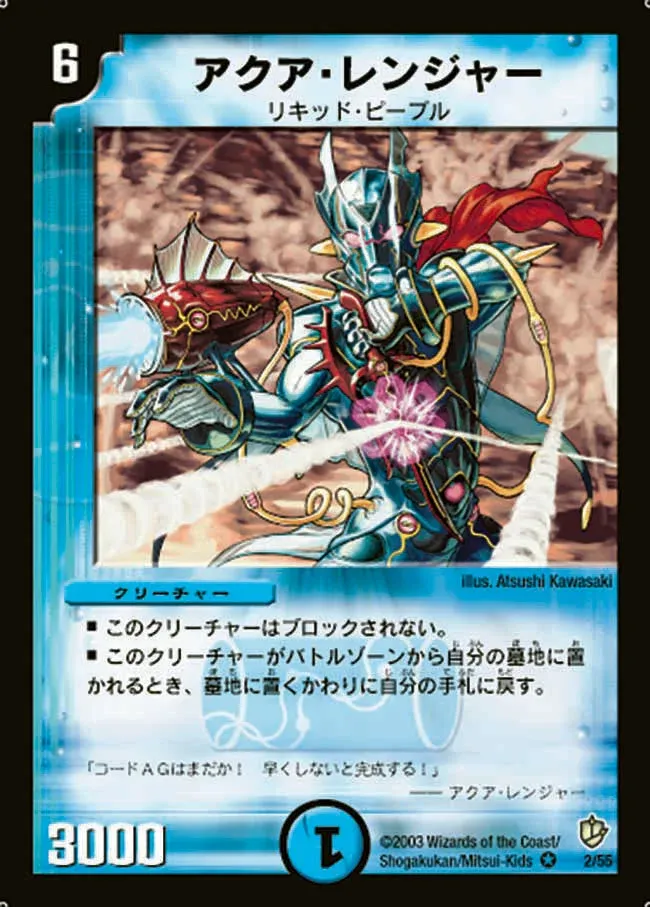 6
アクア・レンジャー
リキッド・ピープル
illus. Atsushi Kawasaki
クリーチャー
■ このクリーチャーはブロックされない。
■ このクリーチャーがバトルゾーンから自分の墓地に置
かれるとき、墓地に置くかわりに自分の手札に戻す。
「コードＡＧはまだか！　早くしないと完成する！」
―― アクア・レンジャー
3000
1
©2003 Wizards of the Coast/
Shogakukan/Mitsui-Kids ✪ 2/55